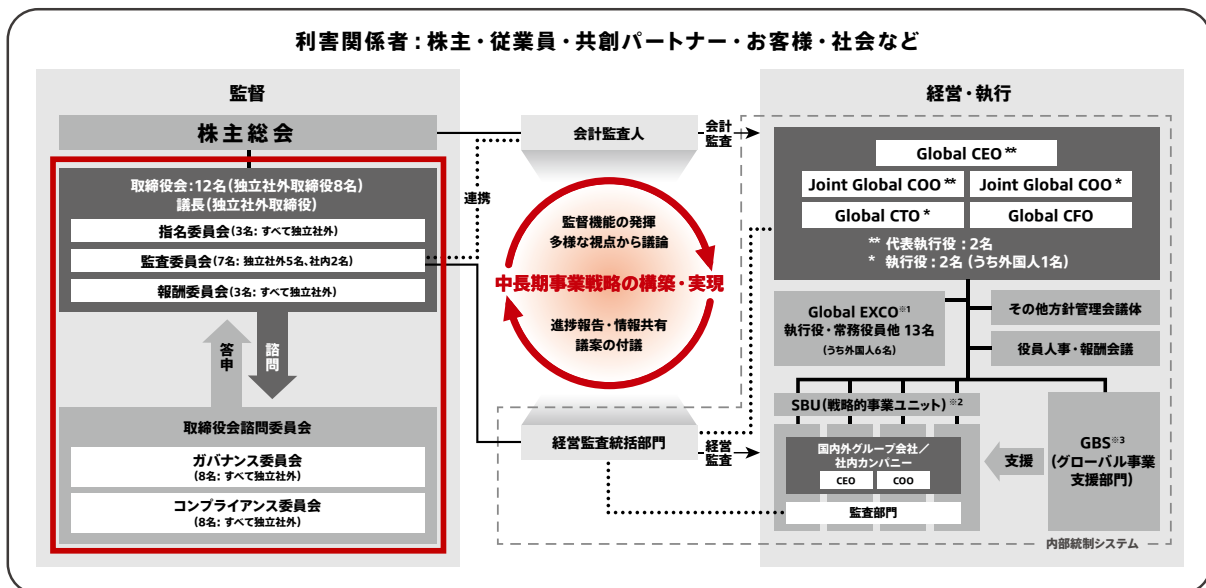 利害関係者：株主・従業員・共創パートナー・お客様・社会など
監督
株主総会
取締役会：12名（独立社外取締役8名）
議長（独立社外取締役）
指名委員会（3名：すべて独立社外）
監査委員会（7名：独立社外5名、社内2名）
報酬委員会（3名：すべて独立社外）
答申
諮問
取締役会諮問委員会
ガバナンス委員会
（8名：すべて独立社外）
コンプライアンス委員会
（8名：すべて独立社外）
会計監査人
会計
監査
連携
監督機能の発揮
多様な視点から議論
中長期事業戦略の構築・実現
進捗報告・情報共有
議案の付議
経営監査統括部門
経営
監査
経営・執行
Global CEO **
Joint Global COO **
Joint Global COO *
Global CTO *
Global CFO
** 代表執行役：2名
* 執行役：2名（うち外国人1名）
Global EXCO※1
執行役・常務役員他 13名
（うち外国人6名）
その他方針管理会議体
役員人事・報酬会議
SBU（戦略的事業ユニット）※2
国内外グループ会社／
社内カンパニー
CEO
COO
監査部門
支援
GBS※3
（グローバル事業
支援部門）
内部統制システム